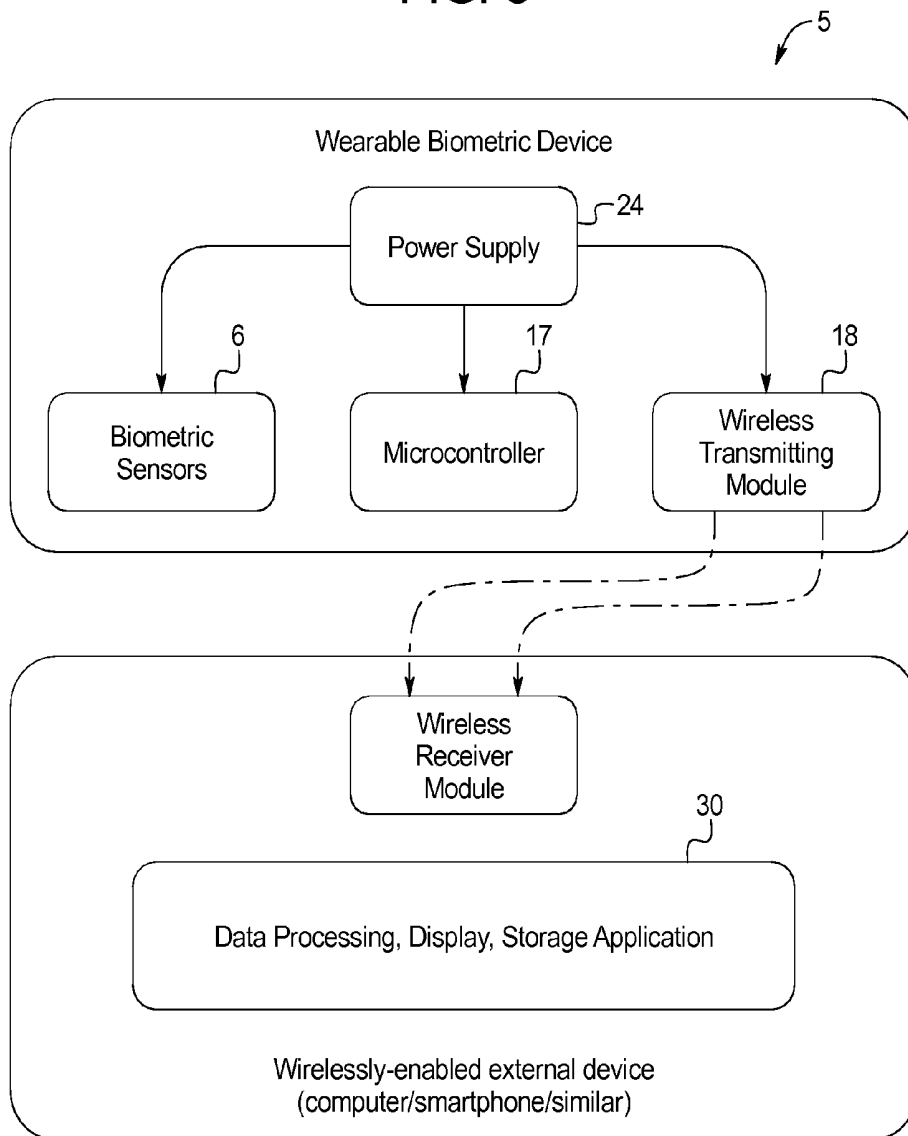 5
Wearable Biometric Device
24
Power Supply
6
17
18
Biometric
Sensors
Microcontroller
Wireless
Transmitting
Module
Wireless
Receiver
Module
30
Data Processing, Display, Storage Application
Wirelessly-enabled external device
(computer/smartphone/similar)